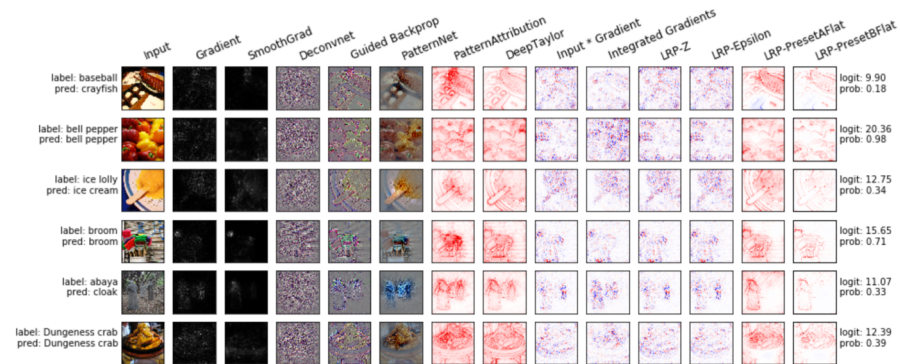 Input
Gradient
SmoothGrad
Deconvnet
Guided Backprop
PatternNet
PatternAttribution
DeepTaylor
Input * Gradient
Integrated Gradients
LRP-Z
LRP-Epsilon
LRP-PresetAFlat
LRP-PresetBFlat
label: baseball
pred: crayfish
logit: 9.90
prob: 0.18
label: bell pepper
pred: bell pepper
logit: 20.36
prob: 0.98
label: ice lolly
pred: ice cream
logit: 12.75
prob: 0.34
label: broom
pred: broom
logit: 15.65
prob: 0.71
label: abaya
pred: cloak
logit: 11.07
prob: 0.33
label: Dungeness crab
pred: Dungeness crab
logit: 12.39
prob: 0.39